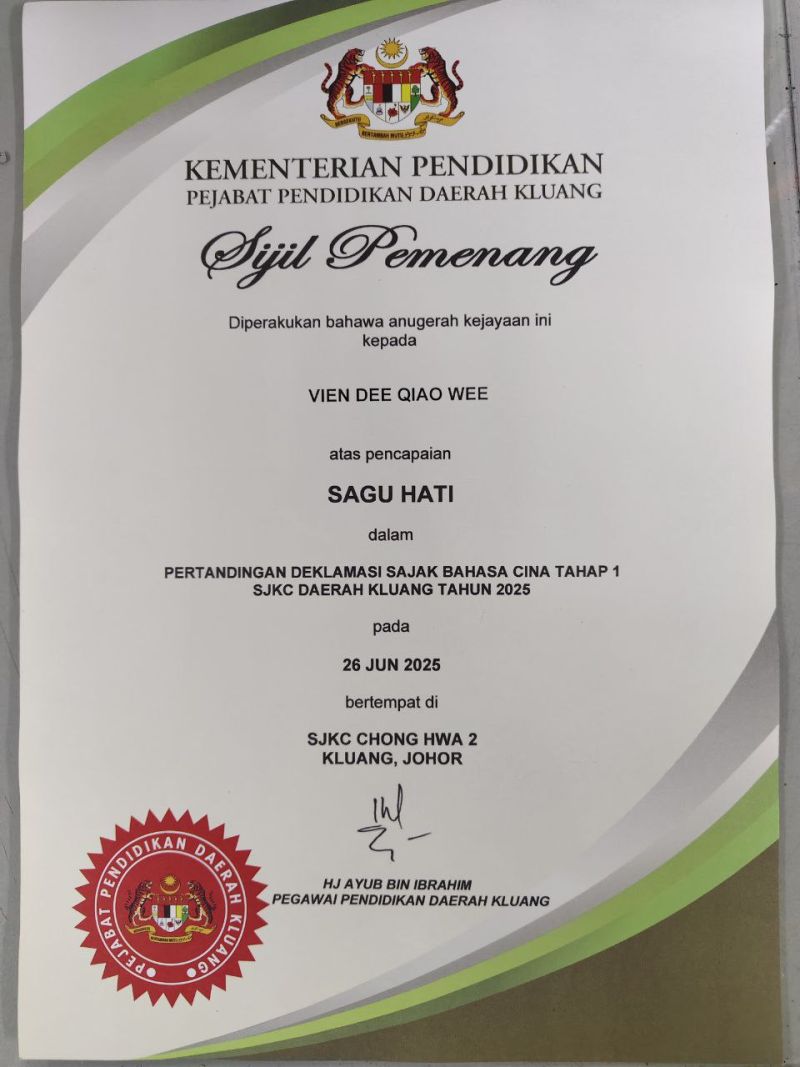 BERSEKUTU BERTAMBAH MUTU
KEMENTERIAN PENDIDIKAN
PEJABAT PENDIDIKAN DAERAH KLUANG
Sijil Pemenang
Diperakukan bahawa anugerah kejayaan ini
kepada
VIEN DEE QIAO WEE
atas pencapaian
SAGU HATI
dalam
PERTANDINGAN DEKLAMASI SAJAK BAHASA CINA TAHAP 1
SJKC DAERAH KLUANG TAHUN 2025
pada
26 JUN 2025
bertempat di
SJKC CHONG HWA 2
KLUANG, JOHOR
HJ AYUB BIN IBRAHIM
PEGAWAI PENDIDIKAN DAERAH KLUANG
PEJABAT PENDIDIKAN DAERAH KLUANG